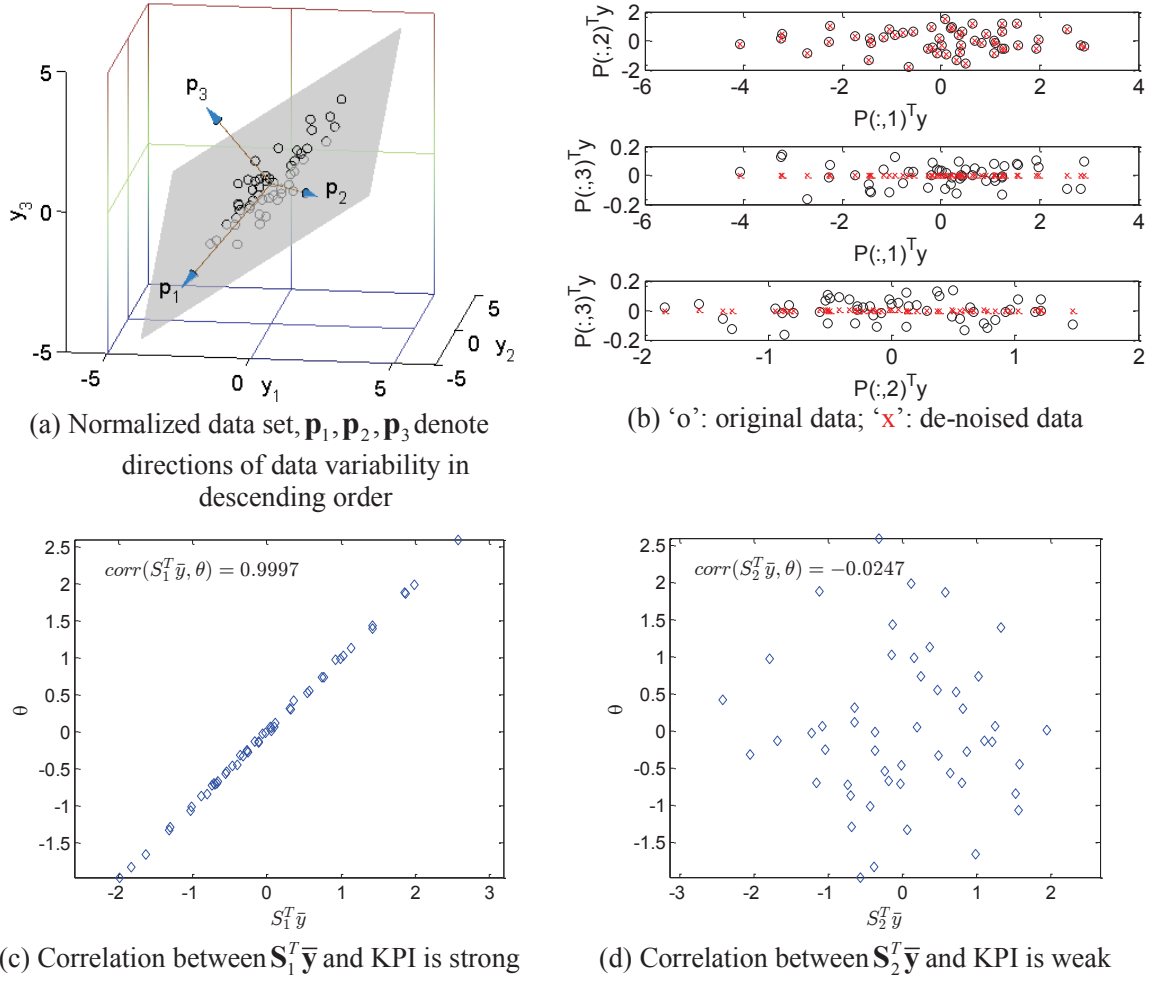 5
0
-5
y₃
p₃
p₂
p₁
-5
0
y₁
5
-5
0
y₂
5
(a) Normalized data set, p₁, p₂, p₃ denote
directions of data variability in
descending order
P(:,2)ᵀy
2
0
-2
-6 -4 -2 0 2 4
P(:,1)ᵀy
P(:,3)ᵀy
0.2
0
-0.2
-6 -4 -2 0 2 4
P(:,1)ᵀy
P(:,3)ᵀy
0.2
0
-0.2
-2 -1 0 1 2
P(:,2)ᵀy
(b) ‘o’: original data; ‘x’: de-noised data
corr(S₁ᵀȳ, θ) = 0.9997
2.5
2
1.5
1
0.5
0
-0.5
-1
-1.5
θ
-2 -1 0 1 2 3
S₁ᵀȳ
(c) Correlation between S₁ᵀȳ and KPI is strong
corr(S₂ᵀȳ, θ) = −0.0247
2.5
2
1.5
1
0.5
0
-0.5
-1
-1.5
θ
-3 -2 -1 0 1 2
S₂ᵀȳ
(d) Correlation between S₂ᵀȳ and KPI is weak